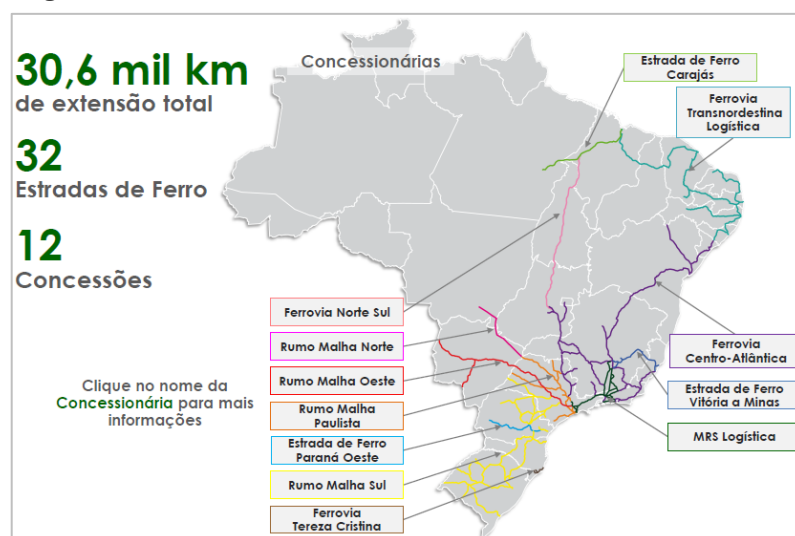 30,6 mil km
de extensão total
32
Estradas de Ferro
12
Concessões
Clique no nome da
Concessionária para mais
informações
Concessionárias
Estrada de Ferro
Carajás
Ferrovia
Transnordestina
Logística
Ferrovia Norte Sul
Rumo Malha Norte
Rumo Malha Oeste
Rumo Malha
Paulista
Estrada de Ferro
Paraná Oeste
Rumo Malha Sul
Ferrovia
Tereza Cristina
Ferrovia
Centro-Atlântica
Estrada de Ferro
Vitória a Minas
MRS Logística